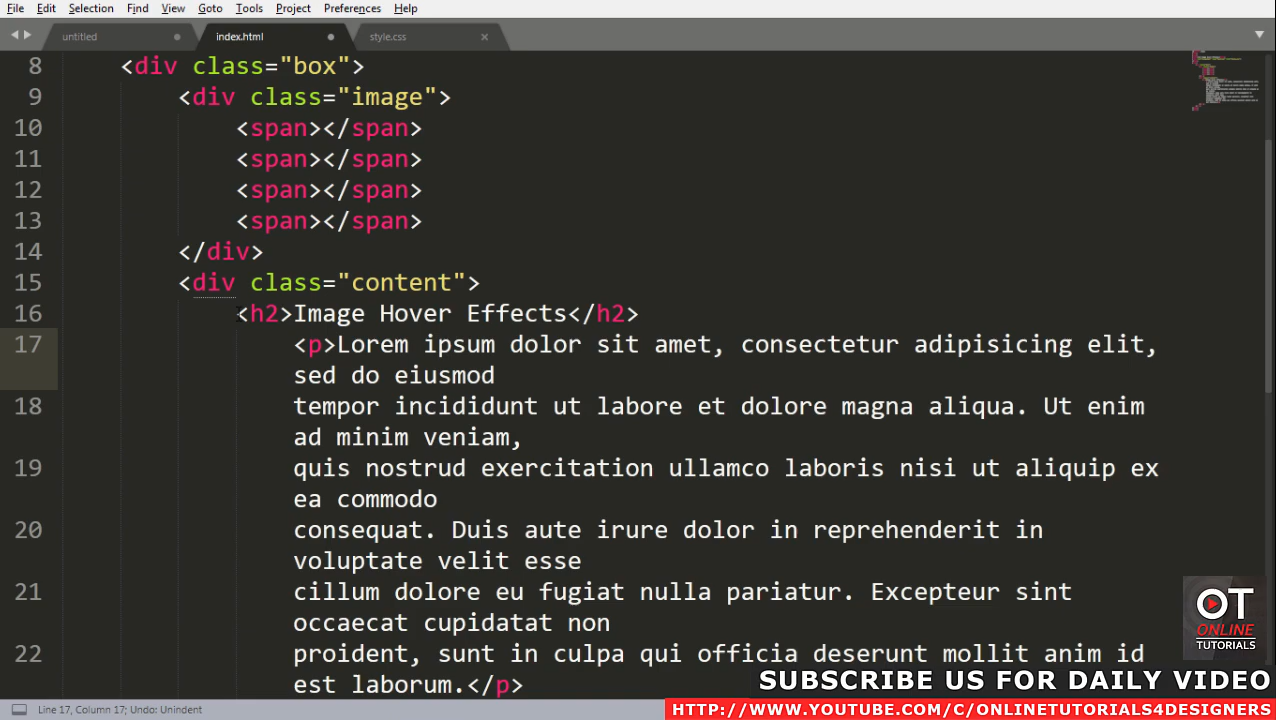 File Edit Selection Find View Goto Tools Project Preferences Help
untitled index.html style.css
8 <div class="box">
9 <div class="image">
10 <span></span>
11 <span></span>
12 <span></span>
13 <span></span>
14 </div>
15 <div class="content">
16 <h2>Image Hover Effects</h2>
17 <p>Lorem ipsum dolor sit amet, consectetur adipisicing elit,
sed do eiusmod
18 tempor incididunt ut labore et dolore magna aliqua. Ut enim
ad minim veniam,
19 quis nostrud exercitation ullamco laboris nisi ut aliquip ex
ea commodo
20 consequat. Duis aute irure dolor in reprehenderit in
voluptate velit esse
21 cillum dolore eu fugiat nulla pariatur. Excepteur sint
occaecat cupidatat non
22 proident, sunt in culpa qui officia deserunt mollit anim id
est laborum.</p>
OT
ONLINE
TUTORIALS
SUBSCRIBE US FOR DAILY VIDEO
Line 17, Column 17; Undo: Unindent
HTTP://WWW.YOUTUBE.COM/C/ONLINETUTORIALS4DESIGNERS